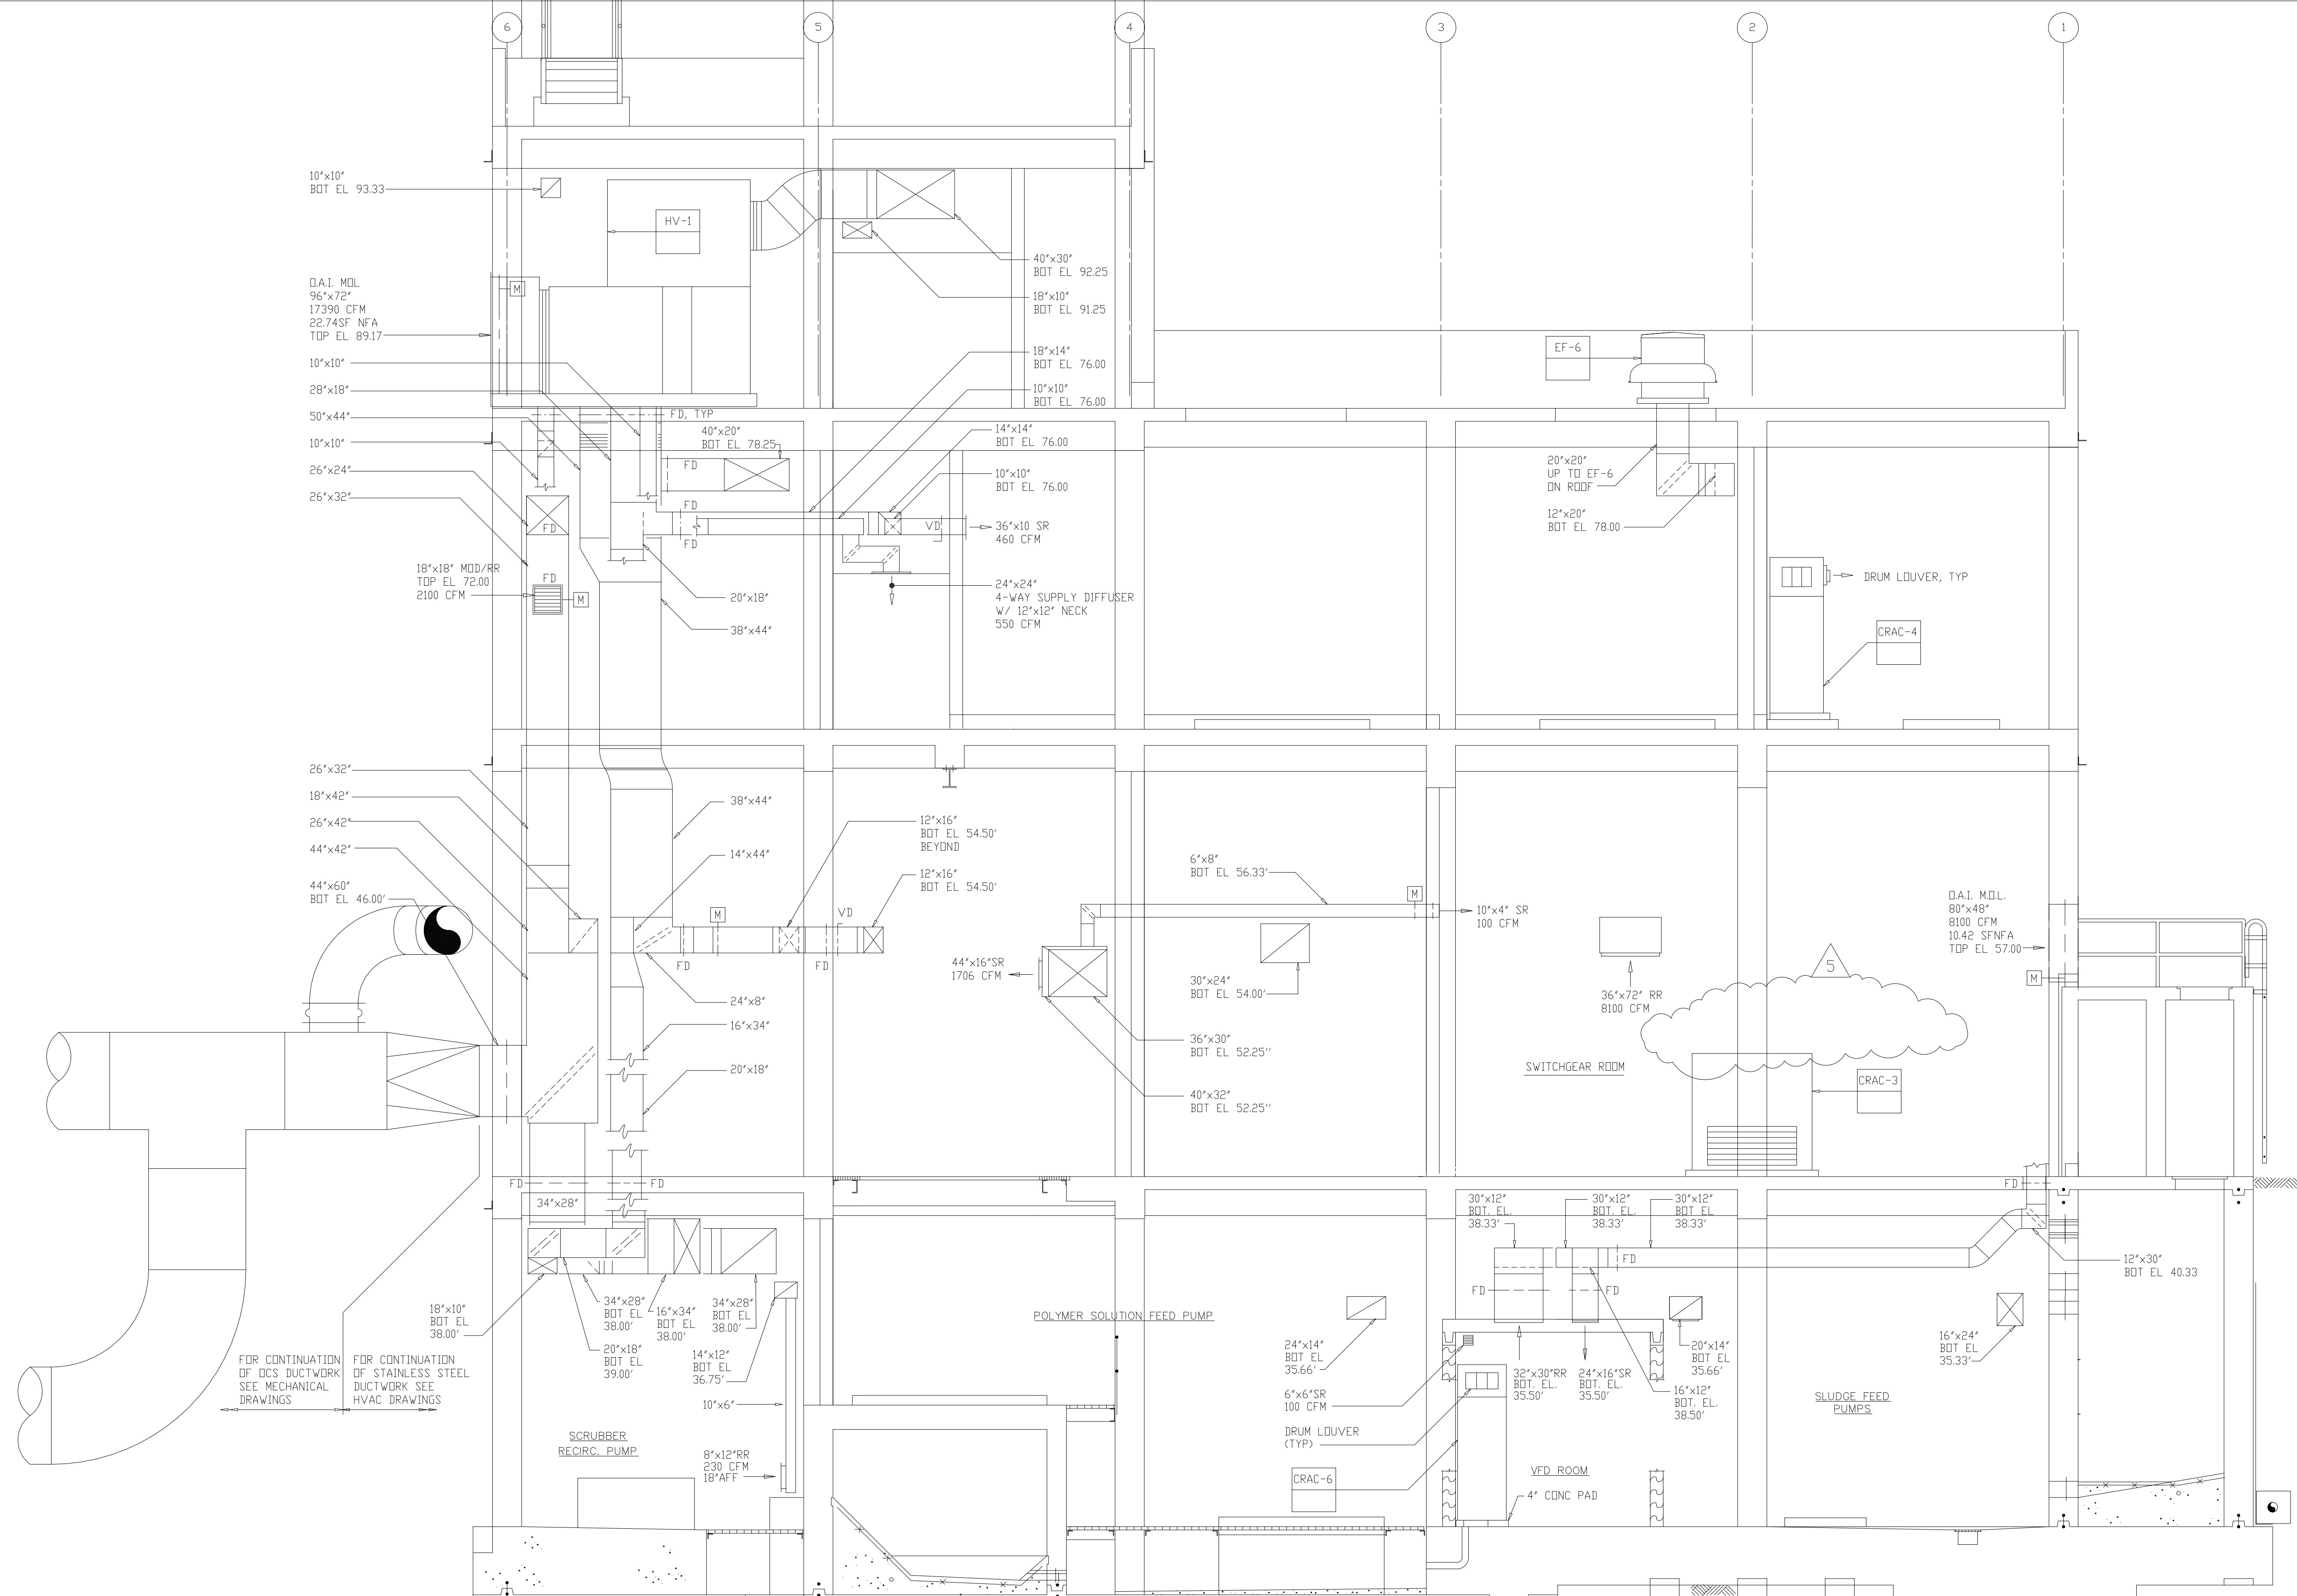 6
5
4
3
2
1
10"x10"
BOT EL 93.33
HV-1
40"x30"
BOT EL 92.25
18"x10"
BOT EL 91.25
O.A.I. MOL
96"x72"
17390 CFM
22.74SF NFA
TOP EL 89.17
M
10"x10"
28"x18"
50"x44"
10"x10"
26"x24"
26"x32"
18"x14"
BOT EL 76.00
10"x10"
BOT EL 76.00
EF-6
FD, TYP
40"x20"
BOT EL 78.25
FD
14"x14"
BOT EL 76.00
10"x10"
BOT EL 76.00
20"x20"
UP TO EF-6
ON ROOF
12"x20"
BOT EL 78.00
FD
FD
FD
VD
36"x10 SR
460 CFM
18"x18" MOD/RR
TOP EL 72.00
2100 CFM
FD
M
20"x18"
38"x44"
24"x24"
4-WAY SUPPLY DIFFUSER
W/ 12"x12" NECK
550 CFM
DRUM LOUVER, TYP
CRAC-4
26"x32"
18"x42"
26"x42"
44"x42"
44"x60"
BOT EL 46.00'
38"x44"
14"x44"
12"x16"
BOT EL 54.50'
BEYOND
12"x16"
BOT EL 54.50'
M
VD
FD
FD
24"x8"
16"x34"
20"x18"
6"x8"
BOT EL 56.33'
M
10"x4" SR
100 CFM
44"x16"SR
1706 CFM
30"x24"
BOT EL 54.00'
36"x30"
BOT EL 52.25''
40"x32"
BOT EL 52.25''
36"x72" RR
8100 CFM
5
O.A.I. M.O.L.
80"x48"
8100 CFM
10.42 SFNFA
TOP EL 57.00
M
SWITCHGEAR ROOM
CRAC-3
FD
FD
34"x28"
FD
30"x12"
BOT. EL.
38.33'
30"x12"
BOT. EL.
38.33'
30"x12"
BOT EL
38.33'
FD
FD
FD
12"x30"
BOT EL 40.33
18"x10"
BOT EL
38.00'
34"x28"
BOT EL
38.00'
16"x34"
BOT EL
38.00'
34"x28"
BOT EL
38.00'
20"x18"
BOT EL
39.00'
14"x12"
BOT EL
36.75'
10"x6"
8"x12"RR
230 CFM
18"AFF
POLYMER SOLUTION FEED PUMP
24"x14"
BOT EL
35.66'
6"x6"SR
100 CFM
DRUM LOUVER
(TYP)
CRAC-6
32"x30"RR
BOT. EL.
35.50'
24"x16"SR
BOT. EL.
35.50'
20"x14"
BOT EL
35.66'
16"x12"
BOT. EL.
38.50'
16"x24"
BOT EL
35.33'
SLUDGE FEED
PUMPS
FOR CONTINUATION
OF OCS DUCTWORK
SEE MECHANICAL
DRAWINGS
FOR CONTINUATION
OF STAINLESS STEEL
DUCTWORK SEE
HVAC DRAWINGS
SCRUBBER
RECIRC. PUMP
VFD ROOM
4" CONC PAD